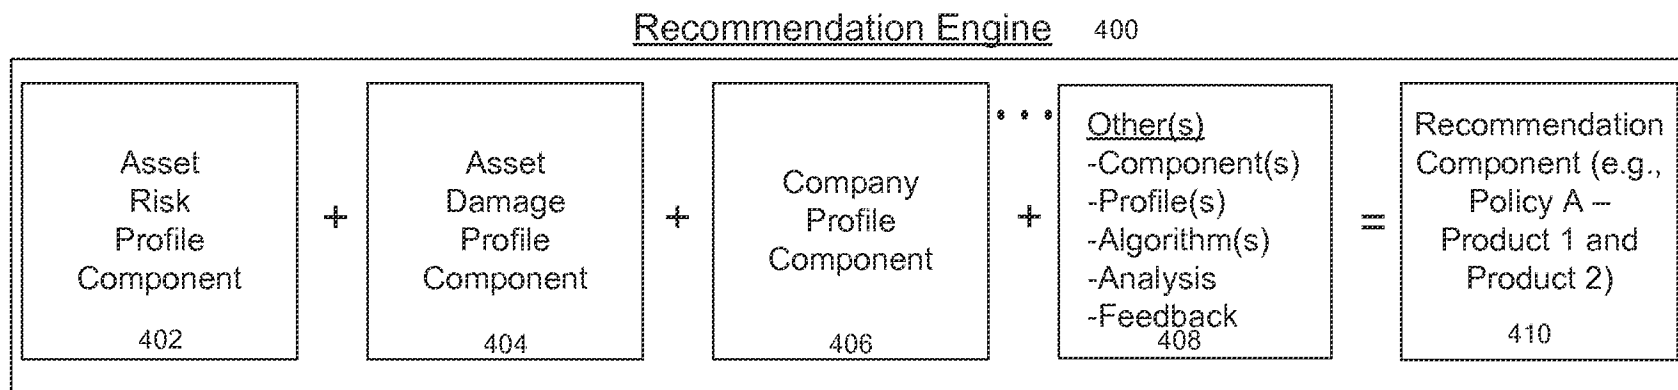 Recommendation Engine 400
Asset
Risk
Profile
Component
402
+
Asset
Damage
Profile
Component
404
+
Company
Profile
Component
406
...
+
Other(s)
-Component(s)
-Profile(s)
-Algorithm(s)
-Analysis
-Feedback
408
=
Recommendation
Component (e.g.,
Policy A –
Product 1 and
Product 2)
410